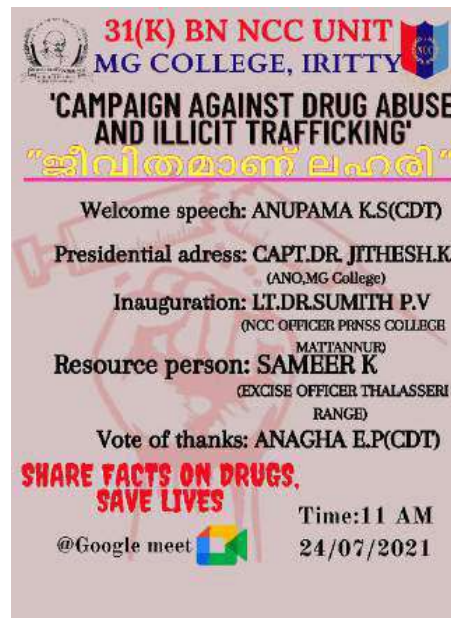 31(K) BN NCC UNIT
MG COLLEGE, IRITTY
NCC
'CAMPAIGN AGAINST DRUG ABUSE
AND ILLICIT TRAFFICKING'
"ജീവിതമാണ് ലഹരി"
Welcome speech: ANUPAMA K.S(CDT)
Presidential adress: CAPT.DR. JITHESH.K
(ANO,MG College)
Inauguration: LT.DR.SUMITH P.V
(NCC OFFICER PRNSS COLLEGE
MATTANNUR)
Resource person: SAMEER K
(EXCISE OFFICER THALASSERI
RANGE)
Vote of thanks: ANAGHA E.P(CDT)
SHARE FACTS ON DRUGS,
SAVE LIVES
Time:11 AM
@Google meet
24/07/2021